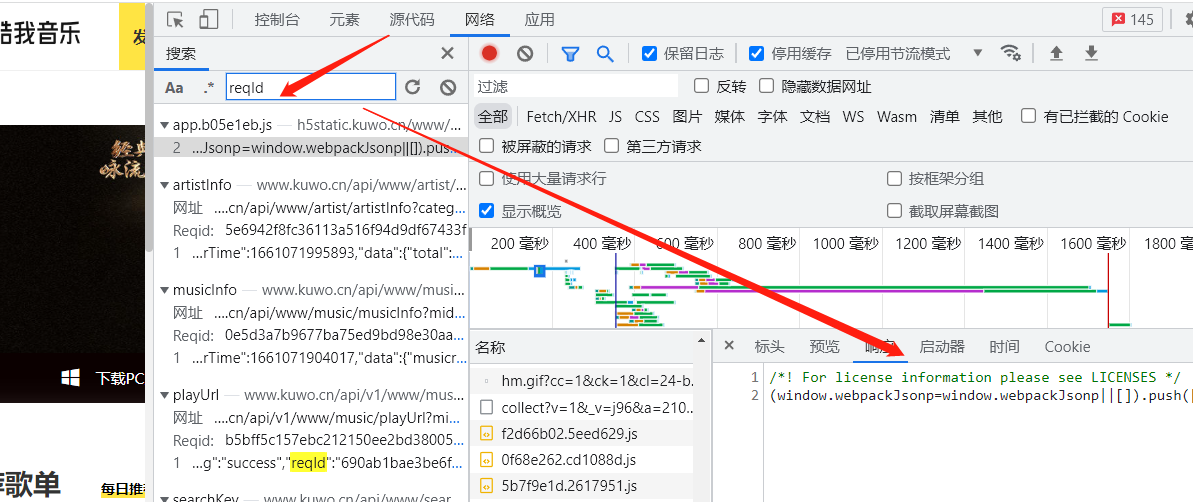 酷我音乐
控制台 元素 源代码 网络 应用
145
搜索
保留日志 停用缓存 已停用节流模式
Aa .* reqId
过滤
反转 隐藏数据网址
全部 Fetch/XHR JS CSS 图片 媒体 字体 文档 WS Wasm 清单 其他 有已拦截的 Cookie
被屏蔽的请求 第三方请求
使用大量请求行 按框架分组
显示概览 截取屏幕截图
app.b05e1eb.js — h5static.kuwo.cn/www/...
2 ...Jsonp=window.webpackJsonp||[]).pus...
artistInfo — www.kuwo.cn/api/www/artist/...
网址 ....cn/api/www/artist/artistInfo?categ...
Reqid: 5e6942f8fc36113a516f94d9df67433f
1 ...rTime":1661071995893,"data":{"total":...
musicInfo — www.kuwo.cn/api/www/musi...
网址 ....cn/api/www/music/musicInfo?mid...
Reqid: 0e5d3a7b9677ba75ed9bd98e30aa...
1 ...rTime":1661071904017,"data":{"musicr...
playUrl — www.kuwo.cn/api/v1/www/mus...
网址 ....cn/api/v1/www/music/playUrl?mi...
Reqid: b5bff5c157ebc212150ee2bd38005...
1 ...g":"success","reqId":"690ab1bae3be6f...
searchKey — www.kuwo.cn/api/www/sear...
200 毫秒 400 毫秒 600 毫秒 800 毫秒 1000 毫秒 1200 毫秒 1400 毫秒 1600 毫秒 1800 毫
名称
hm.gif?cc=1&ck=1&cl=24-b...
collect?v=1&_v=j96&a=210...
f2d66b02.5eed629.js
0f68e262.cd1088d.js
5b7f9e1d.2617951.js
标头 预览 响应 启动器 时间 Cookie
1 /*! For license information please see LICENSES */
2 (window.webpackJsonp=window.webpackJsonp||[]).push([
下载PC
荐歌单 每日推